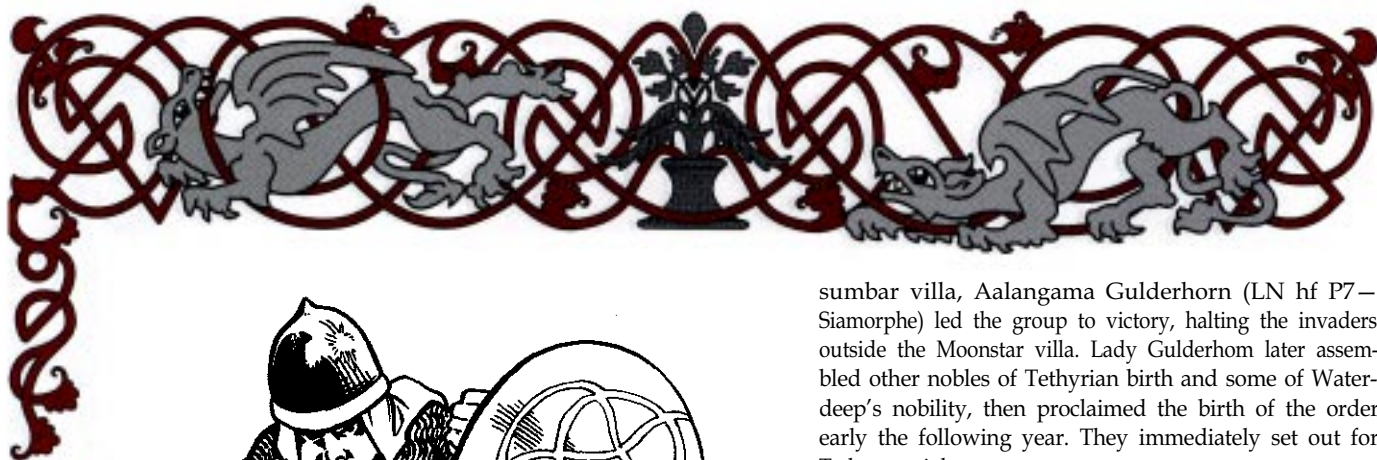 sumbar villa, Aalangama Gulderhorn (LN hf P7—
Siamorphe) led the group to victory, halting the invaders
outside the Moonstar villa. Lady Gulderhom later assem-
bled other nobles of Tethyrian birth and some of Water-
deep's nobility, then proclaimed the birth of the order
early the following year. They immediately set out for